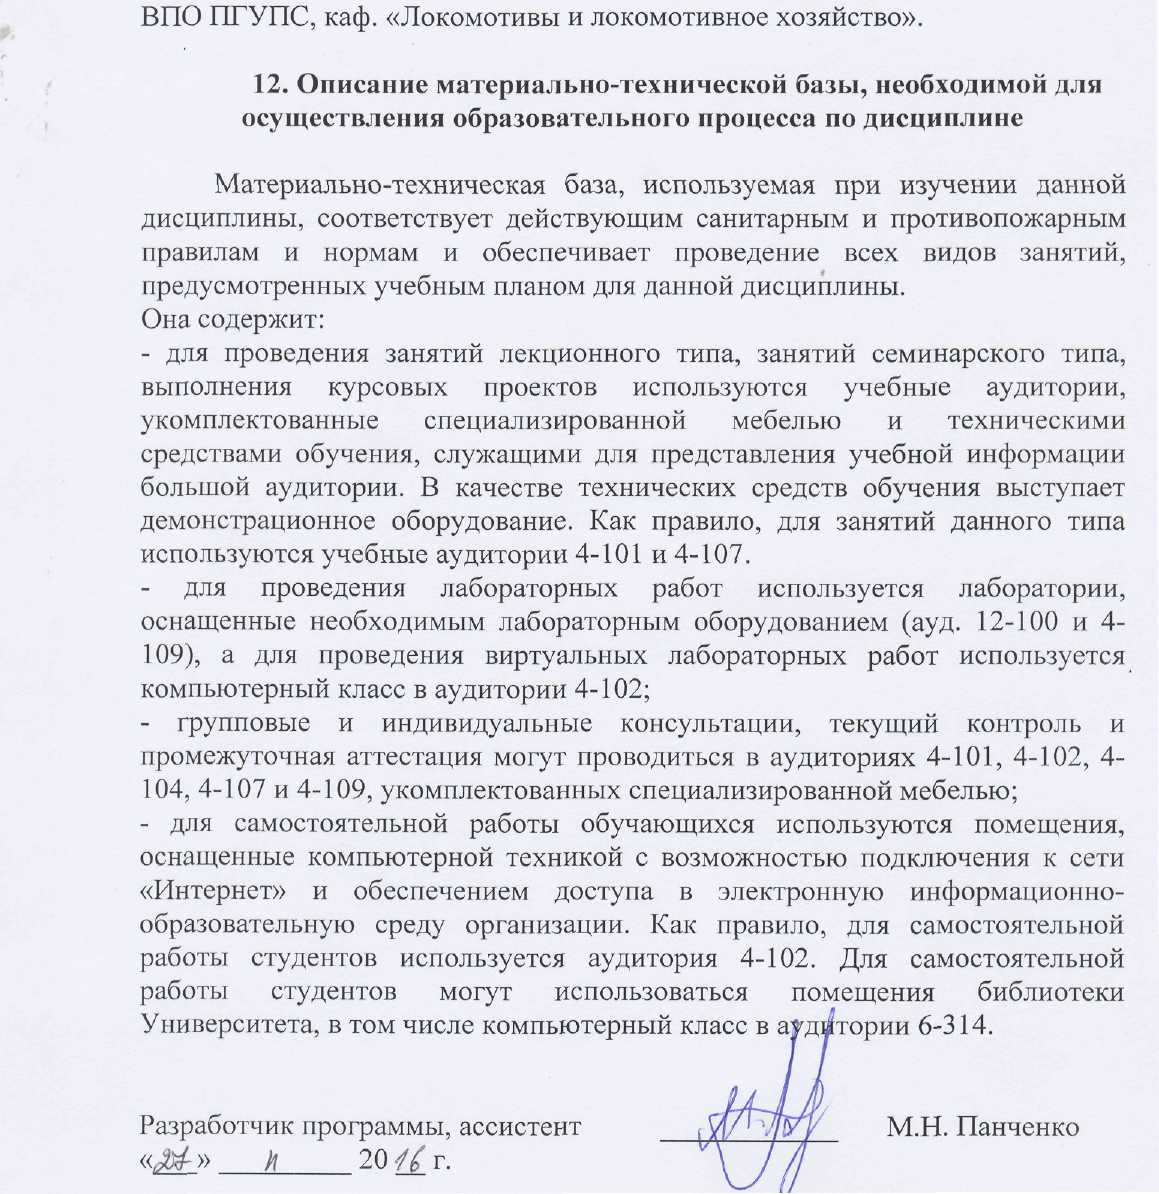 ВПО ПГУПС, каф. «Локомотивы и локомотивное хозяйство».
12. Описание материально-технической базы, необходимой для
осуществления образовательного процесса по дисциплине
Материально-техническая база, используемая при изучении данной
дисциплины, соответствует действующим санитарным и противопожарным
правилам и нормам и обеспечивает проведение всех видов занятий,
предусмотренных учебным планом для данной дисциплины.
Она содержит:
- для проведения занятий лекционного типа, занятий семинарского типа,
выполнения курсовых проектов используются учебные аудитории,
укомплектованные специализированной мебелью и техническими
средствами обучения, служащими для представления учебной информации
большой аудитории. В качестве технических средств обучения выступает
демонстрационное оборудование. Как правило, для занятий данного типа
используются учебные аудитории 4-101 и 4-107.
- для проведения лабораторных работ используется лаборатории,
оснащенные необходимым лабораторным оборудованием (ауд. 12-100 и 4-
109), а для проведения виртуальных лабораторных работ используется
компьютерный класс в аудитории 4-102;
- групповые и индивидуальные консультации, текущий контроль и
промежуточная аттестация могут проводиться в аудиториях 4-101, 4-102, 4-
104, 4-107 и 4-109, укомплектованных специализированной мебелью;
- для самостоятельной работы обучающихся используются помещения,
оснащенные компьютерной техникой с возможностью подключения к сети
«Интернет» и обеспечением доступа в электронную информационно-
образовательную среду организации. Как правило, для самостоятельной
работы студентов используется аудитория 4-102. Для самостоятельной
работы студентов могут использоваться помещения библиотеки
Университета, в том числе компьютерный класс в аудитории 6-314.
Разработчик программы, ассистент М.Н. Панченко
«27» 20 16 г.